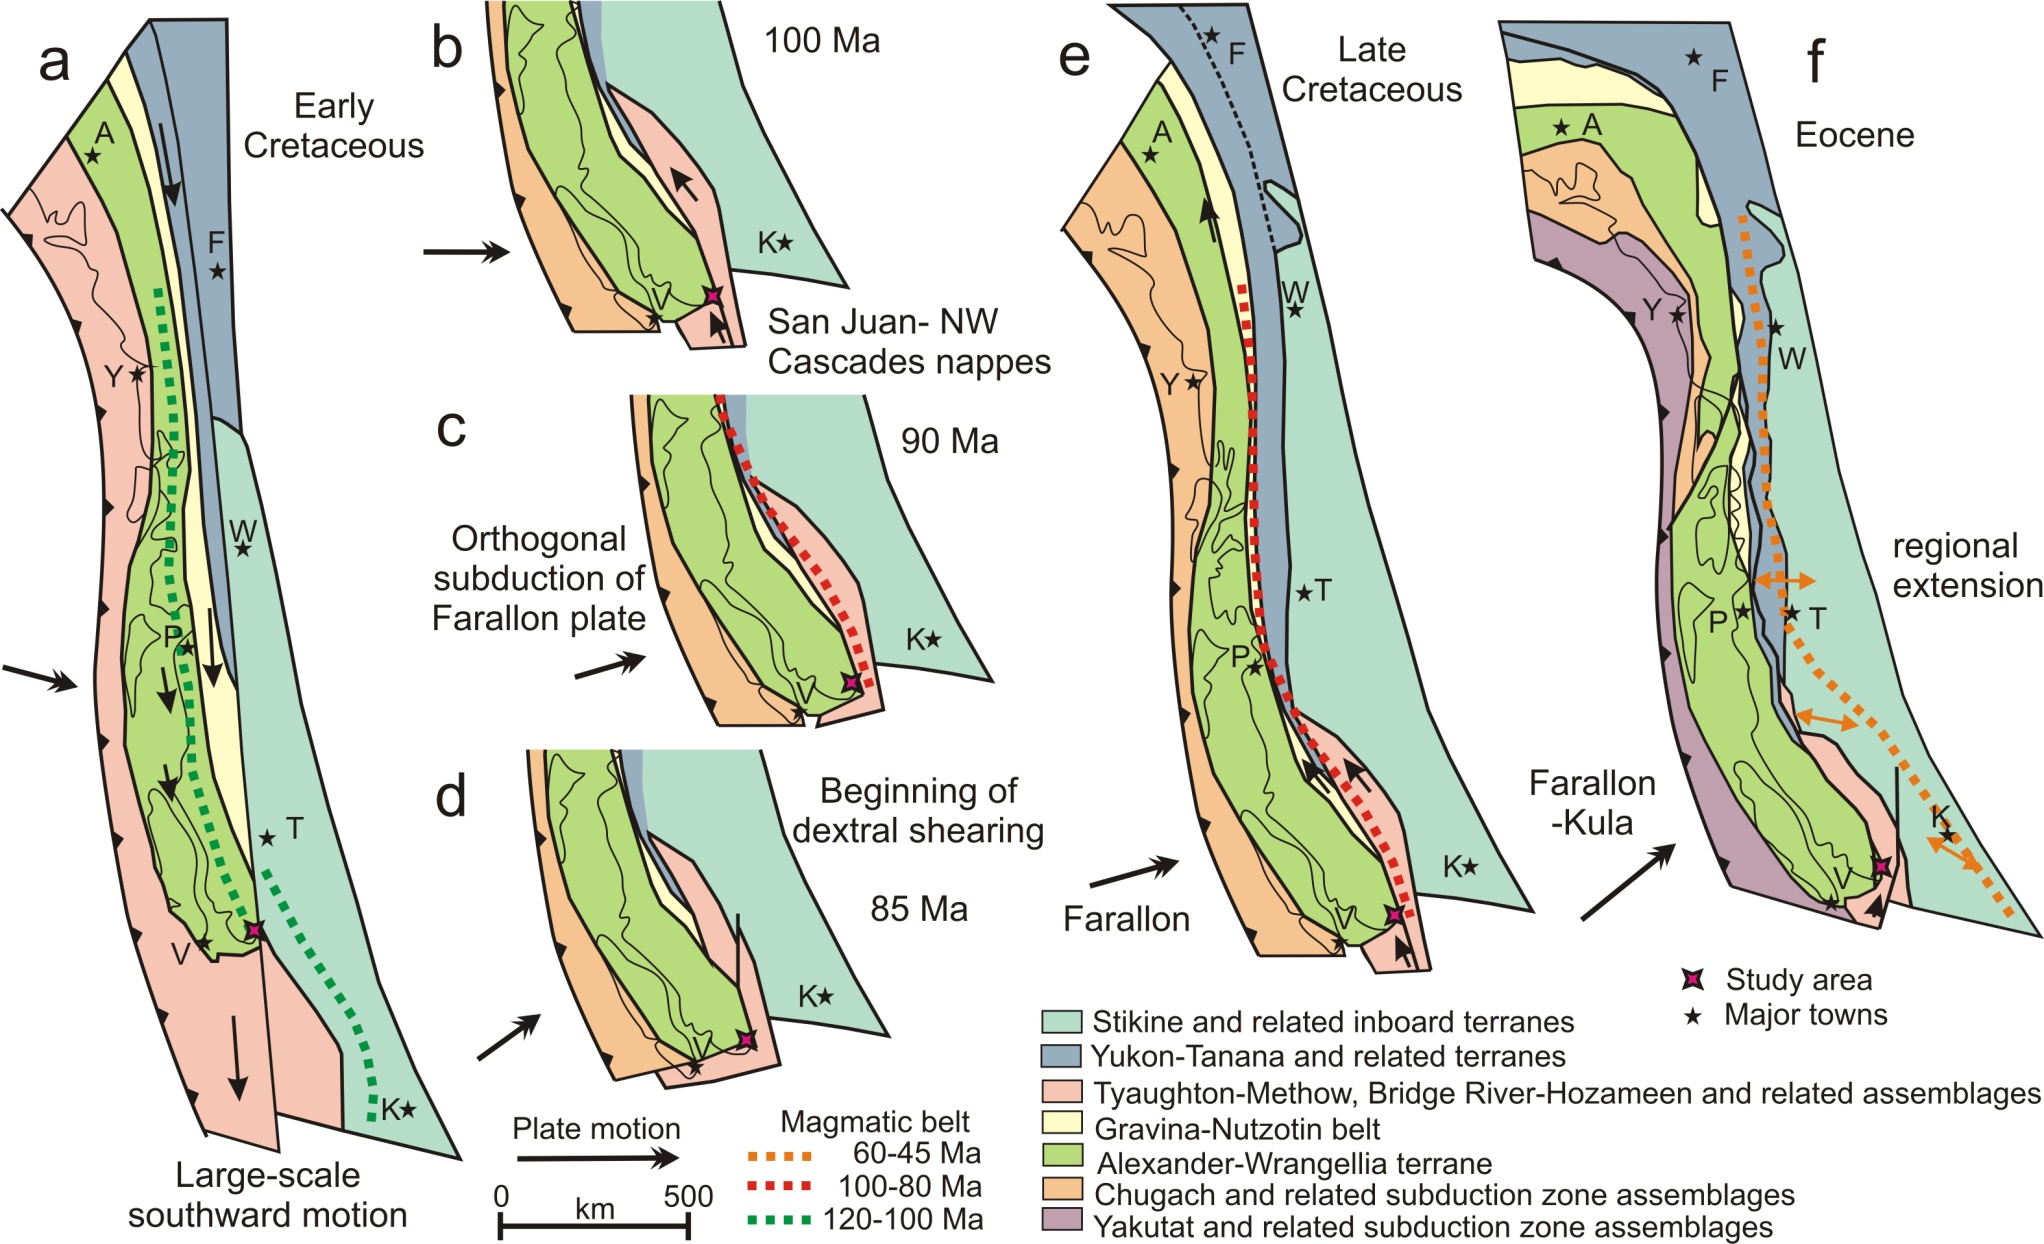 a
Early
Cretaceous
A
F
Y
W
P
T
V
K
Large-scale
southward motion
b
100 Ma
K
V
San Juan- NW
Cascades nappes
c
90 Ma
Orthogonal
subduction of
Farallon plate
K
V
d
Beginning of
dextral shearing
85 Ma
K
V
e
Late
Cretaceous
F
A
W
Y
T
P
K
V
Farallon
f
Eocene
F
A
Y
W
regional
extension
P
T
K
V
Farallon
-Kula
Study area
Major towns
Plate motion
0 500
km
Magmatic belt
60-45 Ma
100-80 Ma
120-100 Ma
Stikine and related inboard terranes
Yukon-Tanana and related terranes
Tyaughton-Methow, Bridge River-Hozameen and related assemblages
Gravina-Nutzotin belt
Alexander-Wrangellia terrane
Chugach and related subduction zone assemblages
Yakutat and related subduction zone assemblages